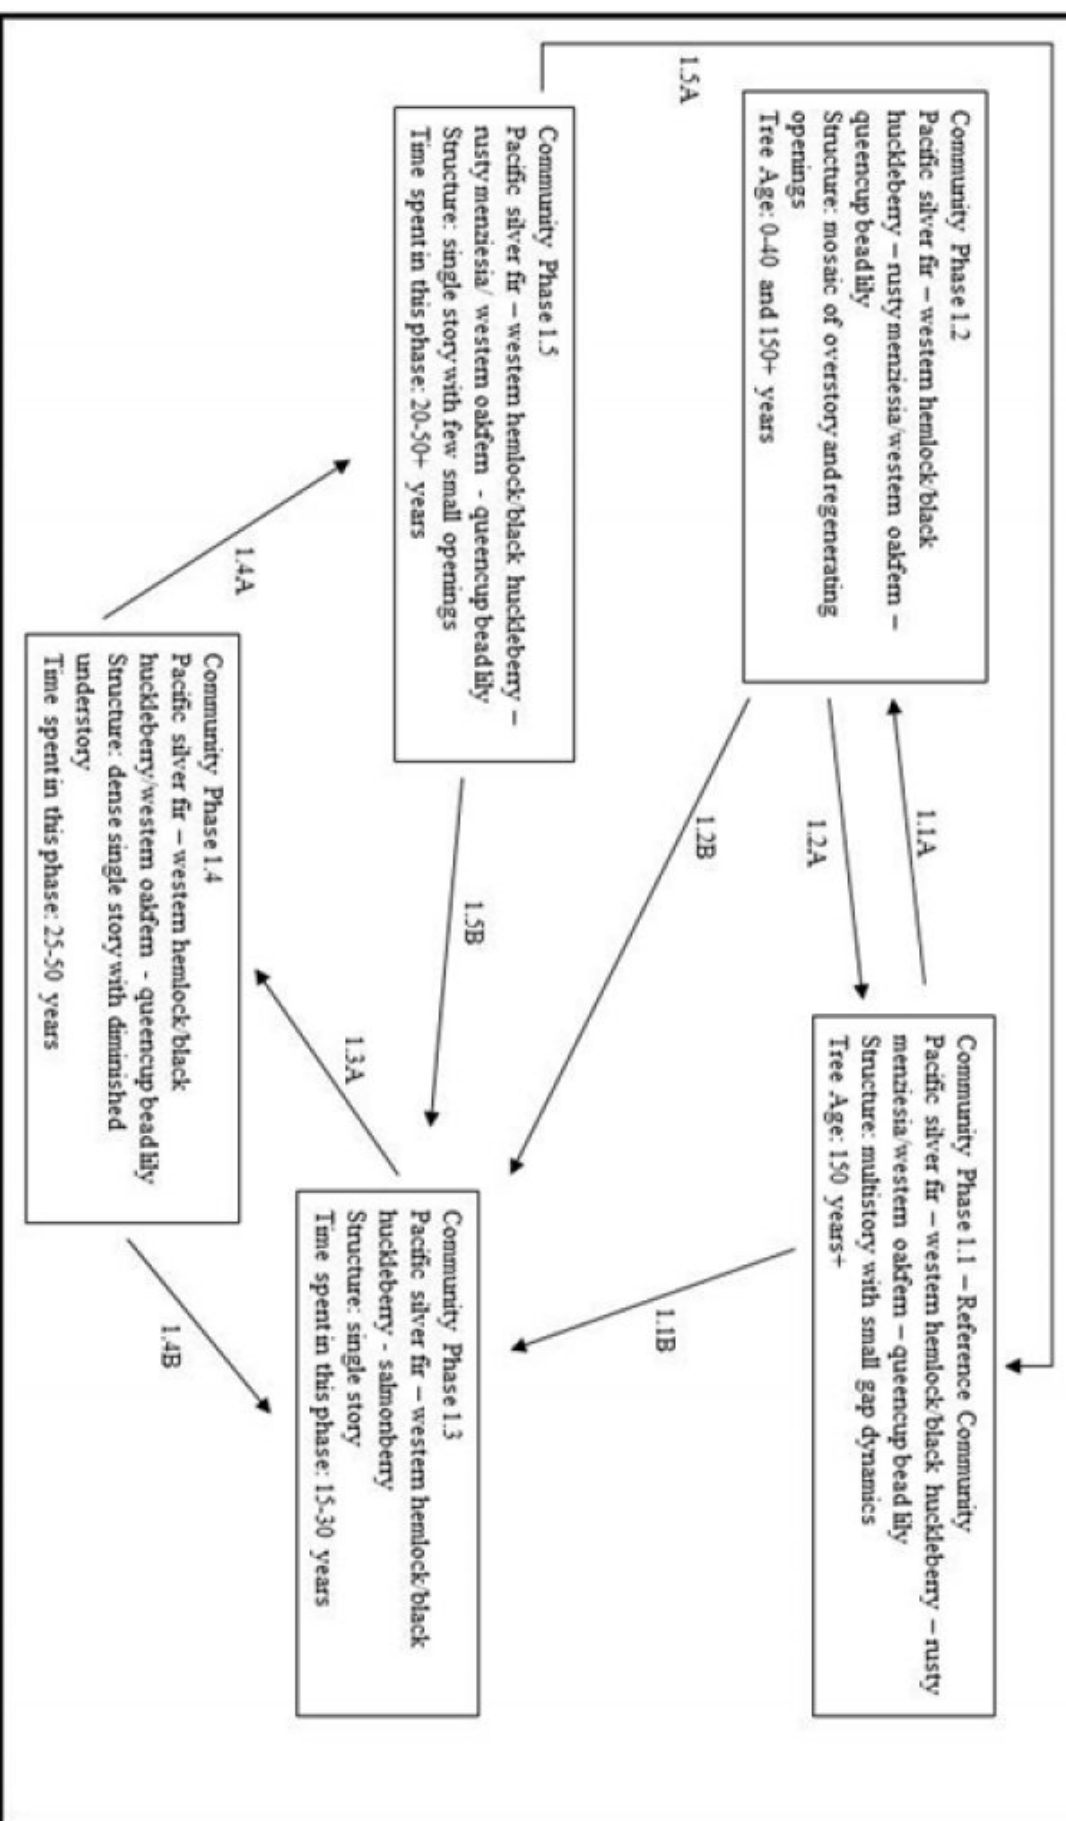 Community Phase 1.2
Pacific silver fir – western hemlock/black
huckleberry – rusty menziesia/western oakfern –
queencup beadlily
Structure: mosaic of overstory and regenerating
openings
Tree Age: 0-40 and 150+ years
1.1A
1.2A
Community Phase 1.1 – Reference Community
Pacific silver fir – western hemlock/black huckleberry – rusty
menziesia/western oakfern – queencup beadlily
Structure: multistory with small gap dynamics
Tree Age: 150 years+
1.5A
1.2B
1.1B
Community Phase 1.5
Pacific silver fir – western hemlock/black huckleberry –
rusty menziesia/ western oakfern - queencup beadlily
Structure: single story with few small openings
Time spent in this phase: 20-50+ years
1.5B
Community Phase 1.3
Pacific silver fir – western hemlock/black
huckleberry - salmonberry
Structure: single story
Time spent in this phase: 15-30 years
1.4A
1.3A
Community Phase 1.4
Pacific silver fir – western hemlock/black
huckleberry/western oakfern - queencup beadlily
Structure: dense single story with diminished
understory
Time spent in this phase: 25-50 years
1.4B